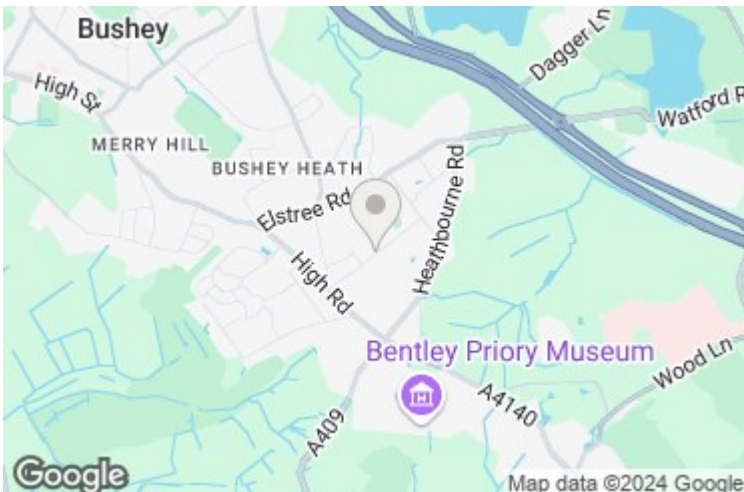 Bushey
Dagger Ln
High St
Watford R
MERRY HILL
BUSHEY HEATH
Elstree Rd
Heathbourne Rd
High Rd
Bentley Priory Museum
Wood Ln
A4140
A409
Google
Map data ©2024 Google